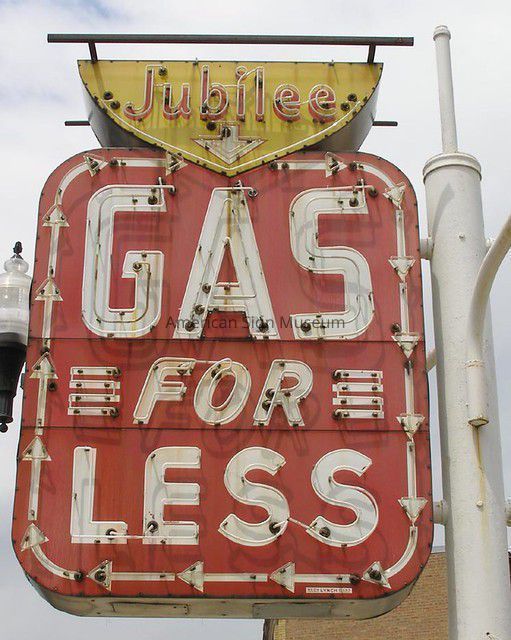 Jubilee
GAS
American Sign Museum
FOR
LESS